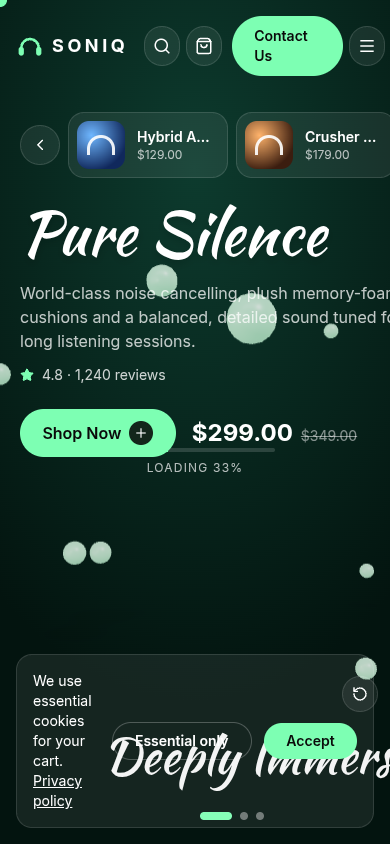 SONIQ
Contact
Us
Hybrid A...
$129.00
Crusher ...
$179.00
Pure Silence
World-class noise cancelling, plush memory-foam
cushions and a balanced, detailed sound tuned fo
long listening sessions.
4.8 · 1,240 reviews
Shop Now
$299.00 $349.00
LOADING 33%
We use
essential
cookies
for your
cart.
Privacy
policy
Essential only
Accept
Deeply Immers